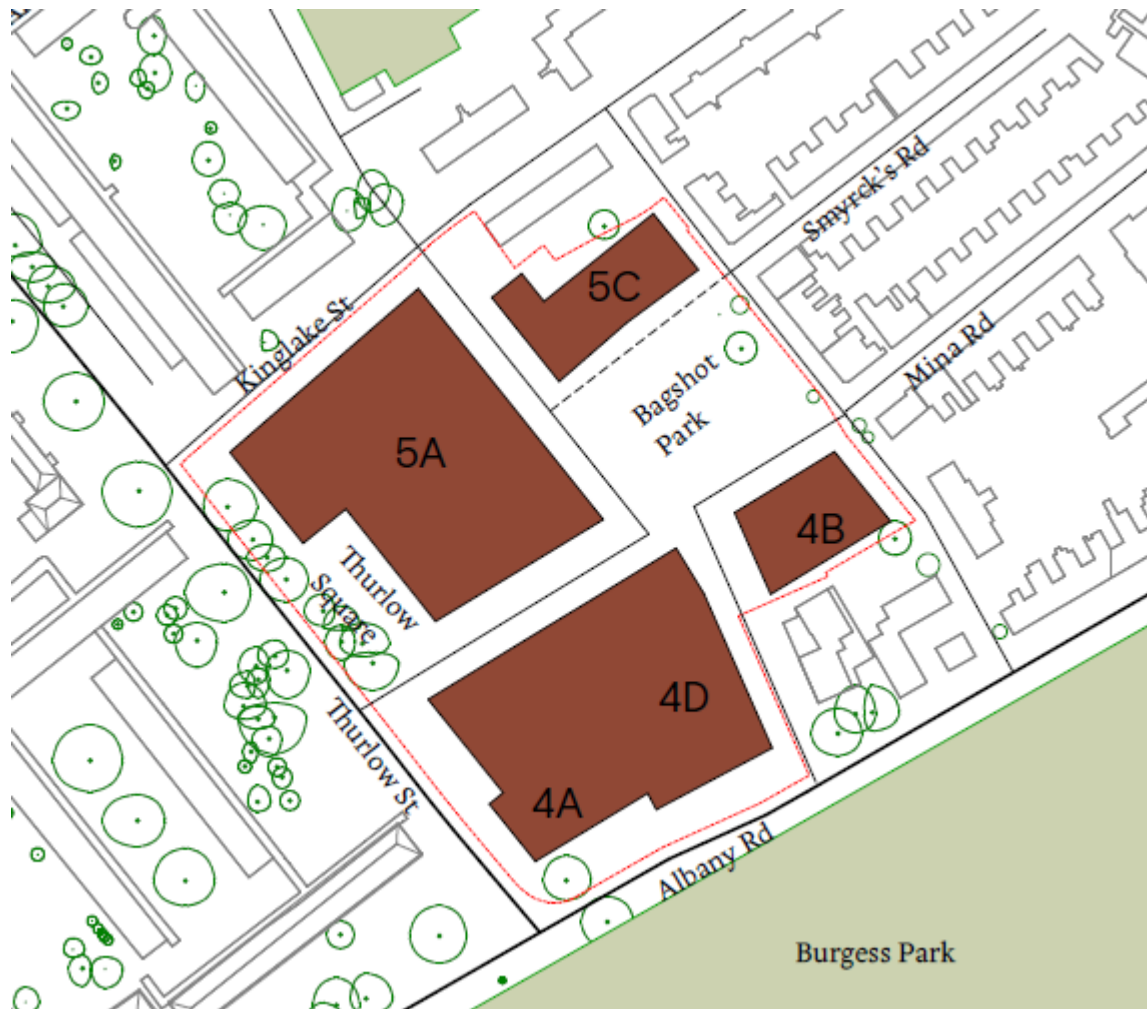 Smyrck's Rd
5C
Kinglake St
Mina Rd
Bagshot
Park
5A
4B
Thurlow
Square
4D
Thurlow St.
4A
Albany Rd
Burgess Park